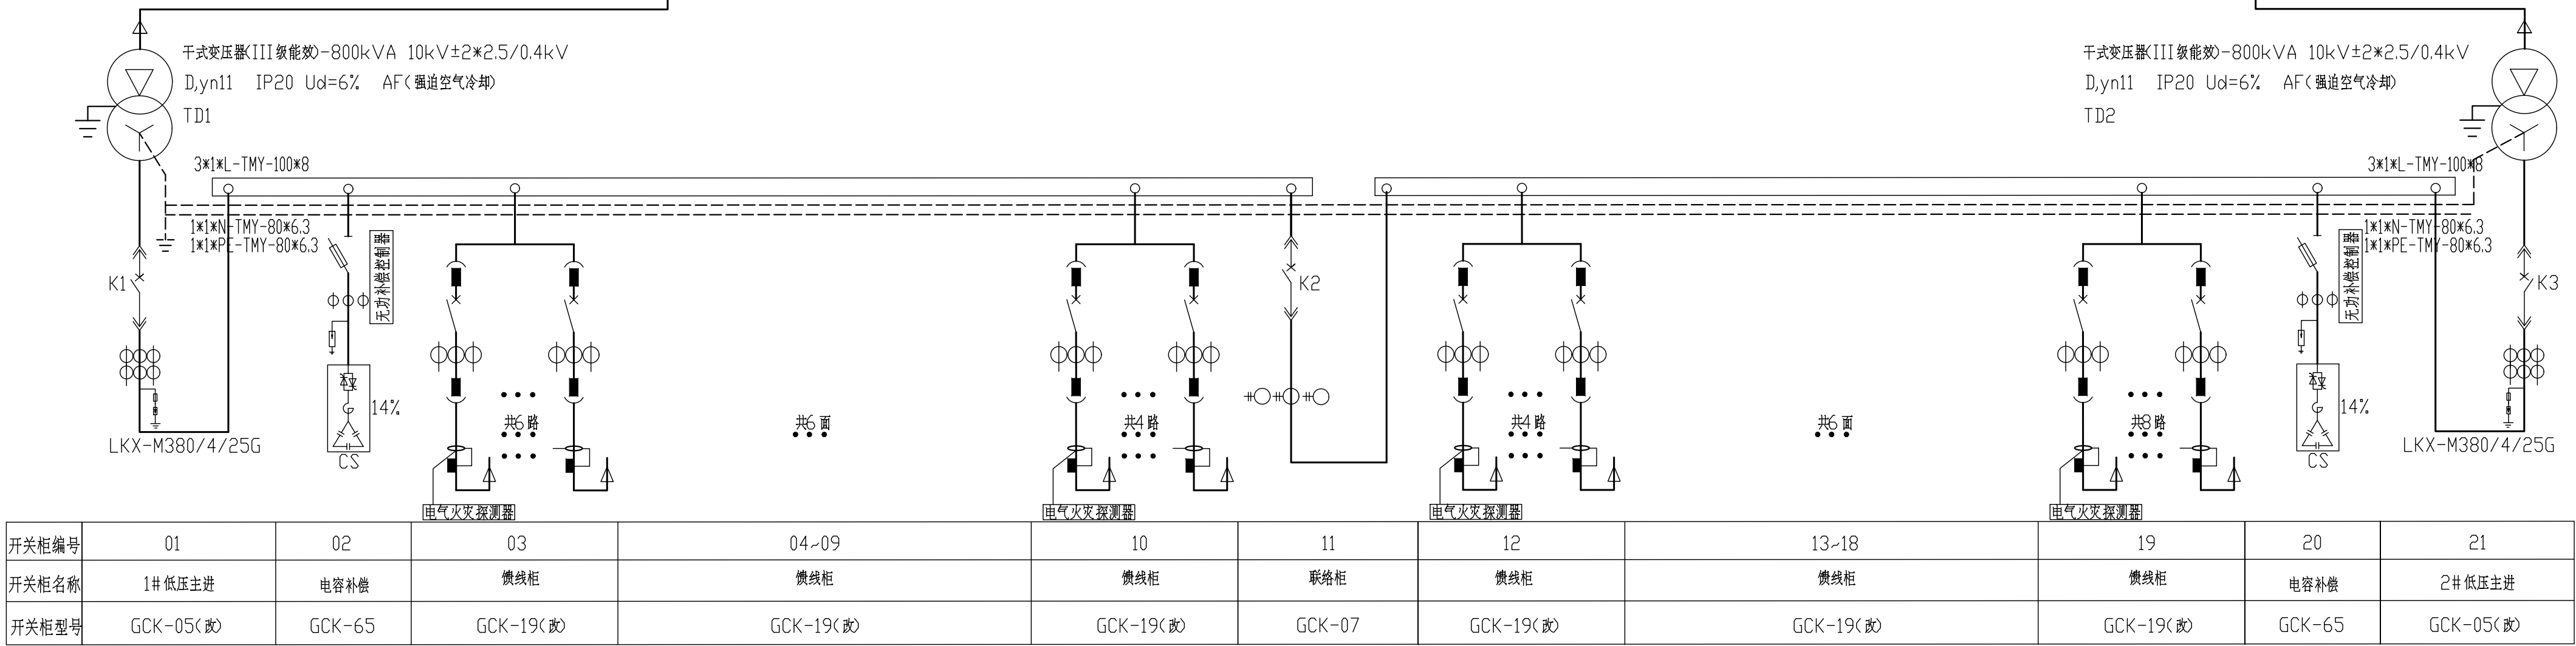 干式变压器(III级能效)-800kVA 10kV±2*2.5/0.4kV
D,yn11 IP20 Ud=6% AF(强迫空气冷却)
TD1
干式变压器(III级能效)-800kVA 10kV±2*2.5/0.4kV
D,yn11 IP20 Ud=6% AF(强迫空气冷却)
TD2
3*1*L-TMY-100*8
3*1*L-TMY-100*8
1*1*N-TMY-80*6.3
1*1*PE-TMY-80*6.3
1*1*N-TMY-80*6.3
1*1*PE-TMY-80*6.3
K1
无功补偿控制器
K2
无功补偿控制器
K3
14%
共6路
共6面
共4路
共4路
共6面
共8路
14%
LKX-M380/4/25G
CS
CS
LKX-M380/4/25G
电气火灾探测器
电气火灾探测器
电气火灾探测器
电气火灾探测器
开关柜编号 01 02 03 04~09 10 11 12 13~18 19 20 21
开关柜名称 1#低压主进 电容补偿 馈线柜 馈线柜 馈线柜 联络柜 馈线柜 馈线柜 馈线柜 电容补偿 2#低压主进
开关柜型号 GCK-05(改) GCK-65 GCK-19(改) GCK-19(改) GCK-19(改) GCK-07 GCK-19(改) GCK-19(改) GCK-19(改) GCK-65 GCK-05(改)